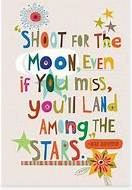 "SHOOT FOR THE
MOON, EVEN
if YOU MISS,
you'll LAND
AMONG THE
STARS."